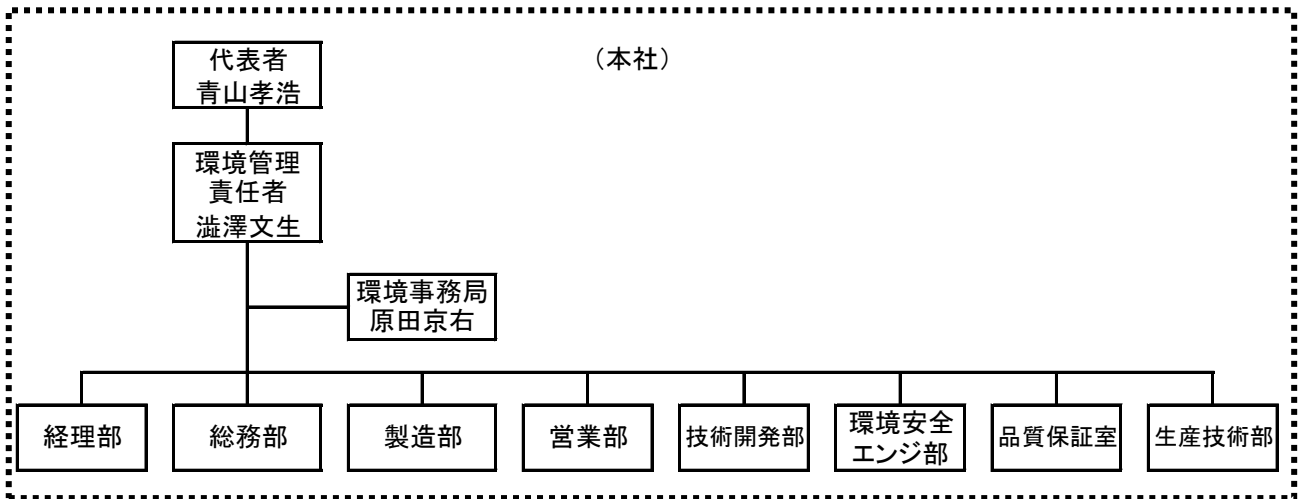 代表者
青山孝浩
（本社）
環境管理
責任者
澁澤文生
環境事務局
原田京右
経理部
総務部
製造部
営業部
技術開発部
環境安全
エンジ部
品質保証室
生産技術部